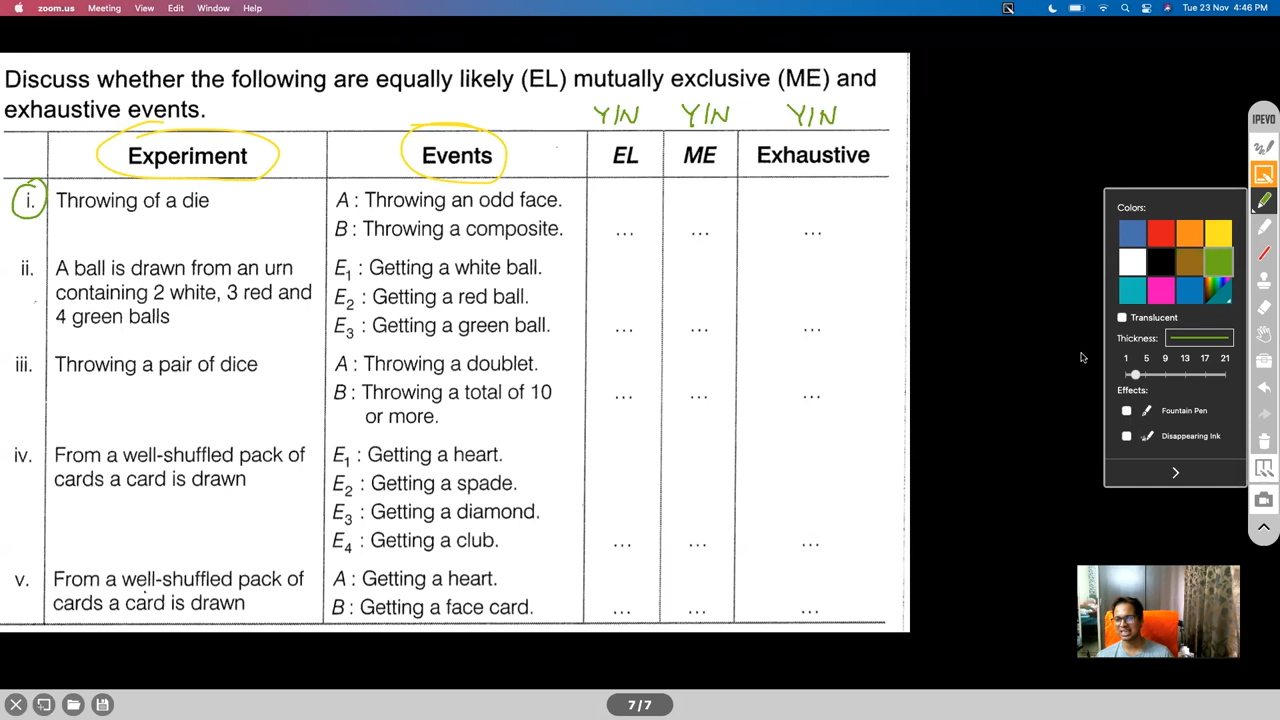 zoom.us Meeting View Edit Window Help Tue 23 Nov 4:46 PM
Discuss whether the following are equally likely (EL) mutually exclusive (ME) and
exhaustive events.
Y/N Y/N Y/N
Experiment Events EL ME Exhaustive
i. Throwing of a die A : Throwing an odd face.
B : Throwing a composite. ... ... ...
ii. A ball is drawn from an urn E1 : Getting a white ball.
containing 2 white, 3 red and E2 : Getting a red ball.
4 green balls E3 : Getting a green ball. ... ... ...
iii. Throwing a pair of dice A : Throwing a doublet.
B : Throwing a total of 10 ... ... ...
or more.
iv. From a well-shuffled pack of E1 : Getting a heart.
cards a card is drawn E2 : Getting a spade.
E3 : Getting a diamond.
E4 : Getting a club. ... ... ...
v. From a well-shuffled pack of A : Getting a heart.
cards a card is drawn B : Getting a face card. ... ... ...
IPEVO
Colors:
Translucent
Thickness:
1 5 9 13 17 21
Effects:
Fountain Pen
Disappearing Ink
7/7